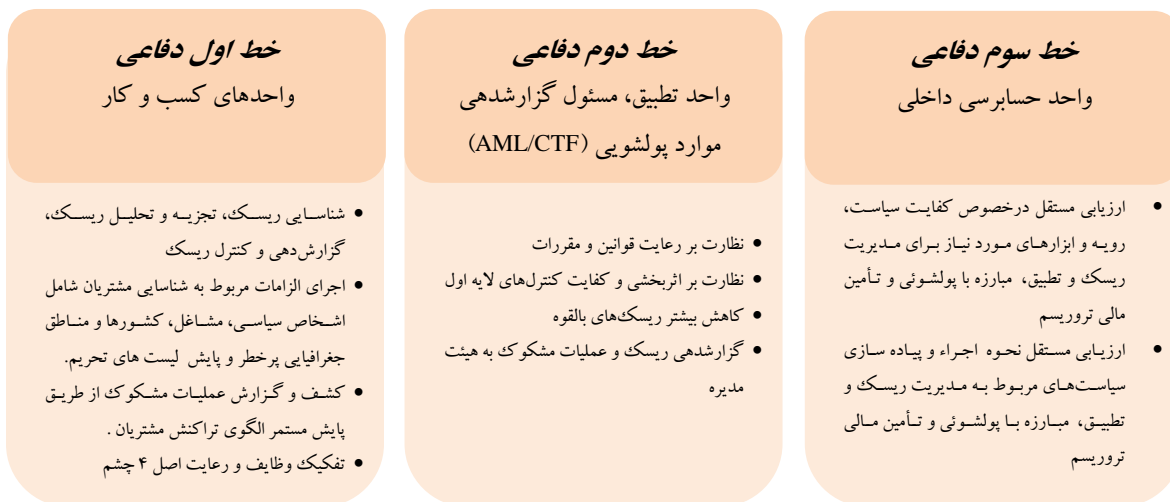 خط سوم دفاعی
واحد حسابرسی داخلی
• ارزیابی مستقل درخصوص کفایت سیاست،
رویه و ابزارهای مورد نیاز برای مدیریت
ریسک و تطبیق، مبارزه با پولشوئی و تأمین
مالی تروریسم
• ارزیابی مستقل نحوه اجراء و پیاده سازی
سیاست‌های مربوط به مدیریت ریسک و
تطبیق، مبارزه با پولشوئی و تأمین مالی
تروریسم
خط دوم دفاعی
واحد تطبیق، مسئول گزارشدهی
موارد پولشویی (AML/CTF)
• نظارت بر رعایت قوانین و مقررات
• نظارت بر اثربخشی و کفایت کنترل‌های لایه اول
• کاهش بیشتر ریسک‌های بالقوه
• گزارشدهی ریسک و عملیات مشکوک به هیئت
مدیره
خط اول دفاعی
واحدهای کسب و کار
• شناسایی ریسک، تجزیه و تحلیل ریسک،
گزارش‌دهی و کنترل ریسک
• اجرای الزامات مربوط به شناسایی مشتریان شامل
اشخاص سیاسی، مشاغل، کشورها و مناطق
جغرافیایی پرخطر و پایش لیست های تحریم.
• کشف و گزارش عملیات مشکوک از طریق
پایش مستمر الگوی تراکنش مشتریان .
• تفکیک وظایف و رعایت اصل ۴ چشم